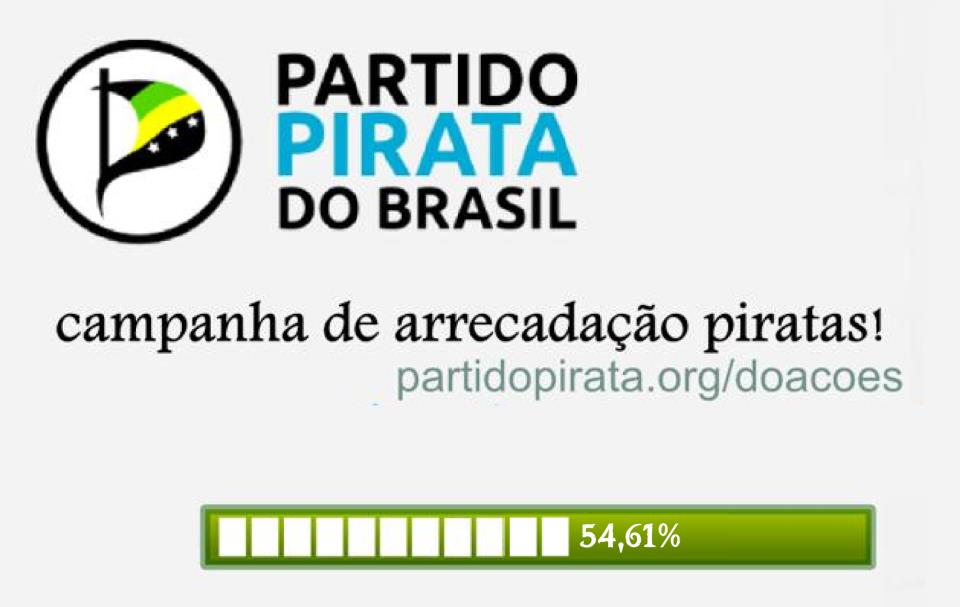 PARTIDO
PIRATA
DO BRASIL
campanha de arrecadação piratas!
partidopirata.org/doacoes
54,61%